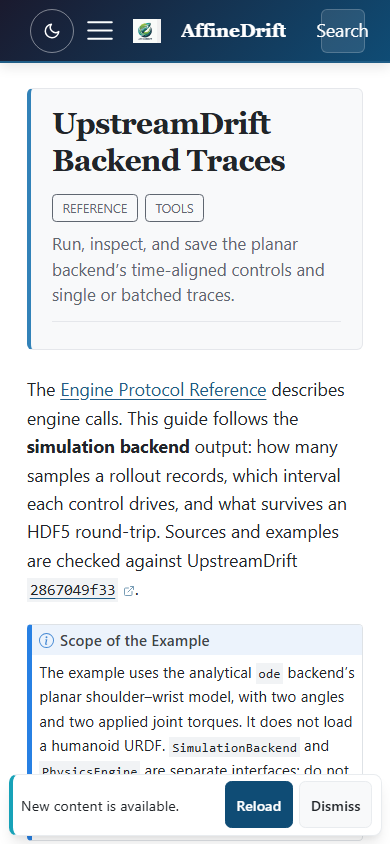 AffineDrift
Search
UpstreamDrift
Backend Traces
REFERENCE
TOOLS
Run, inspect, and save the planar
backend’s time-aligned controls and
single or batched traces.
The Engine Protocol Reference describes
engine calls. This guide follows the
simulation backend output: how many
samples a rollout records, which interval
each control drives, and what survives an
HDF5 round-trip. Sources and examples
are checked against UpstreamDrift
2867049f33 .
Scope of the Example
The example uses the analytical ode backend’s
planar shoulder–wrist model, with two angles
and two applied joint torques. It does not load
a humanoid URDF. SimulationBackend and
PhysicsEngine are separate interfaces; do not
New content is available.
Reload
Dismiss